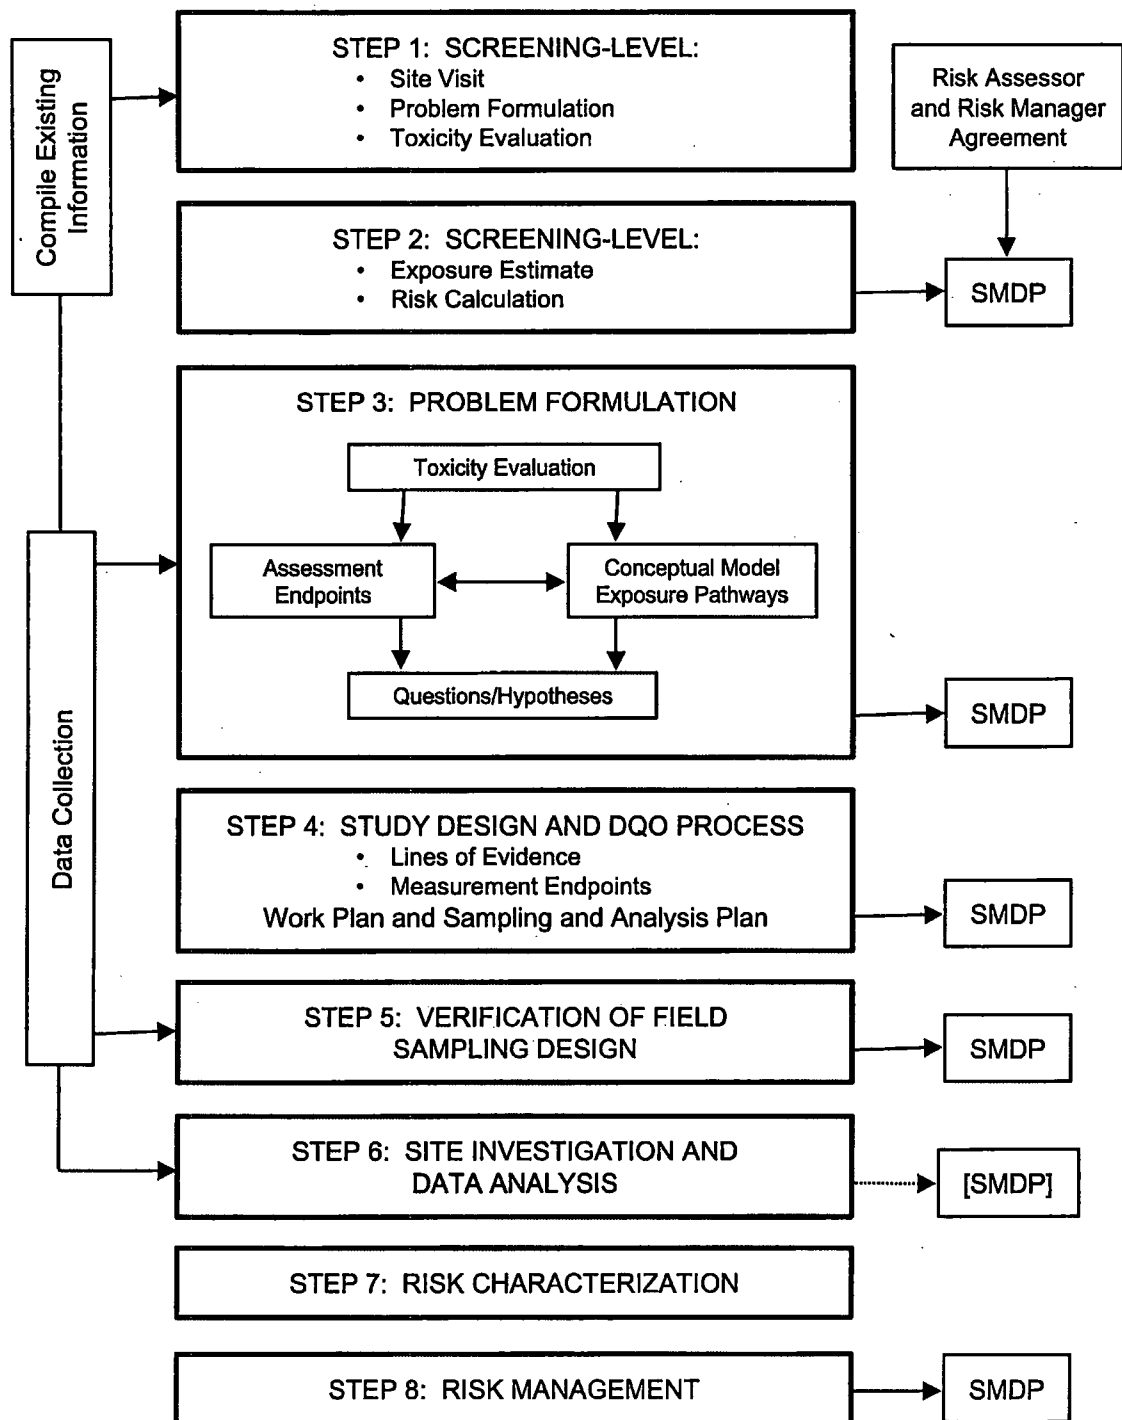 Compile Existing
Information
STEP 1: SCREENING-LEVEL:
• Site Visit
• Problem Formulation
• Toxicity Evaluation
Risk Assessor
and Risk Manager
Agreement
STEP 2: SCREENING-LEVEL:
• Exposure Estimate
• Risk Calculation
SMDP
Data Collection
STEP 3: PROBLEM FORMULATION
Toxicity Evaluation
Assessment
Endpoints
Conceptual Model
Exposure Pathways
Questions/Hypotheses
SMDP
STEP 4: STUDY DESIGN AND DQO PROCESS
• Lines of Evidence
• Measurement Endpoints
Work Plan and Sampling and Analysis Plan
SMDP
STEP 5: VERIFICATION OF FIELD
SAMPLING DESIGN
SMDP
STEP 6: SITE INVESTIGATION AND
DATA ANALYSIS
[SMDP]
STEP 7: RISK CHARACTERIZATION
STEP 8: RISK MANAGEMENT
SMDP